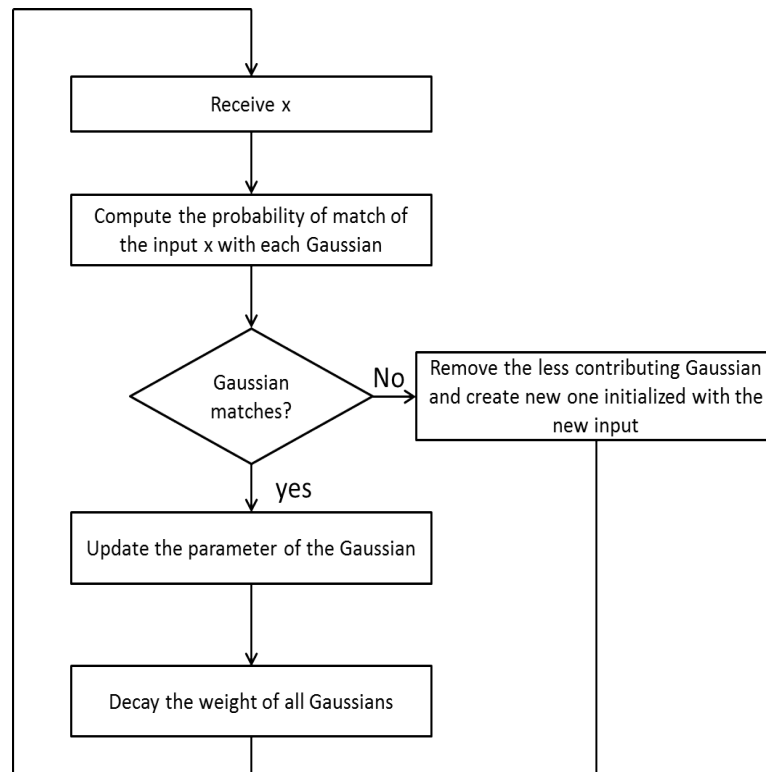 Receive x
Compute the probability of match of
the input x with each Gaussian
Gaussian
matches?
No
Remove the less contributing Gaussian
and create new one initialized with the
new input
yes
Update the parameter of the Gaussian
Decay the weight of all Gaussians